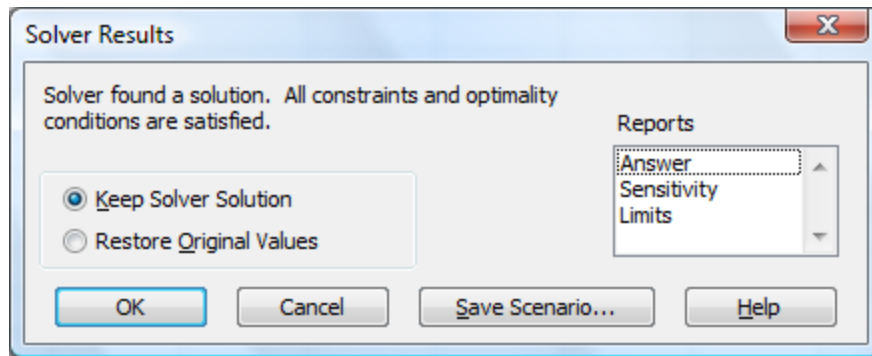 Solver Results
Solver found a solution.  All constraints and optimality
conditions are satisfied.
Reports
Answer
Sensitivity
Limits
Keep Solver Solution
Restore Original Values
OK
Cancel
Save Scenario...
Help